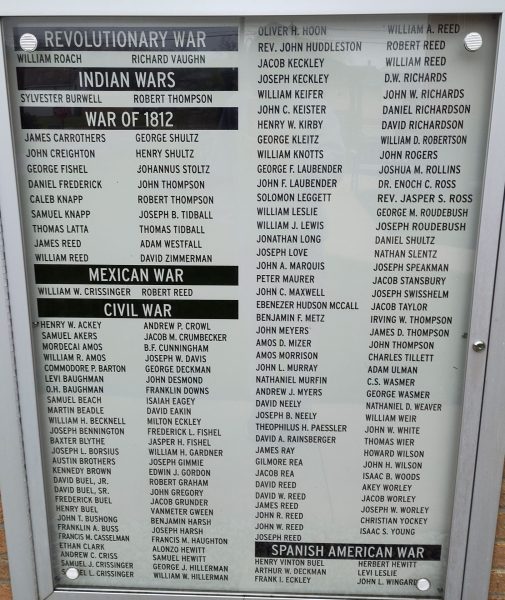 REVOLUTIONARY WAR
WILLIAM ROACH RICHARD VAUGHN
INDIAN WARS
SYLVESTER BURWELL ROBERT THOMPSON
WAR OF 1812
JAMES CARROTHERS GEORGE SHULTZ
JOHN CREIGHTON HENRY SHULTZ
GEORGE FISHEL JOHANNUS STOLTZ
DANIEL FREDERICK JOHN THOMPSON
CALEB KNAPP ROBERT THOMPSON
SAMUEL KNAPP JOSEPH B. TIDBALL
THOMAS LATTA THOMAS TIDBALL
JAMES REED ADAM WESTFALL
WILLIAM REED DAVID ZIMMERMAN
MEXICAN WAR
WILLIAM W. CRISSINGER ROBERT REED
CIVIL WAR
HENRY W. ACKEY ANDREW P. CROWL
SAMUEL AKERS JACOB M. CRUMBECKER
MORDECAI AMOS B.F. CUNNINGHAM
WILLIAM R. AMOS JOSEPH W. DAVIS
COMMODORE P. BARTON GEORGE DECKMAN
LEVI BAUGHMAN JOHN DESMOND
O.H. BAUGHMAN FRANKLIN DOWNS
SAMUEL BEACH ISAIAH EAGEY
MARTIN BEADLE DAVID EAKIN
WILLIAM H. BECKNELL MILTON ECKLEY
JOSEPH BENNINGTON FREDERICK L. FISHEL
BAXTER BLYTHE JASPER H. FISHEL
JOSEPH L. BORSIUS WILLIAM H. GARDNER
AUSTIN BROTHERS JOSEPH GIMMIE
KENNEDY BROWN EDWIN J. GORDON
DAVID BUEL, JR. ROBERT GRAHAM
DAVID BUEL, SR. JOHN GREGORY
FREDERICK BUEL JACOB GRUNDER
HENRY BUEL VANMETER GWEEN
JOHN T. BUSHONG BENJAMIN HARSH
FRANKLIN A. BUSS JOSEPH HARSH
FRANCIS M. CASSELMAN FRANCIS M. HAUGHTON
ETHAN CLARK ALONZO HEWITT
ANDREW C. CRISS SAMUEL HEWITT
SAMUEL J. CRISSINGER GEORGE J. HILLERMAN
L. CRISSINGER WILLIAM W. HILLERMAN
OLIVER H. HOON WILLIAM A. REED
REV. JOHN HUDDLESTON ROBERT REED
JACOB KECKLEY WILLIAM REED
JOSEPH KECKLEY D.W. RICHARDS
WILLIAM KEIFER JOHN W. RICHARDS
JOHN C. KEISTER DANIEL RICHARDSON
HENRY W. KIRBY DAVID RICHARDSON
GEORGE KLEITZ WILLIAM D. ROBERTSON
WILLIAM KNOTTS JOHN ROGERS
GEORGE F. LAUBENDER JOSHUA M. ROLLINS
JOHN F. LAUBENDER DR. ENOCH C. ROSS
SOLOMON LEGGETT REV. JASPER S. ROSS
WILLIAM LESLIE GEORGE M. ROUDEBUSH
WILLIAM J. LEWIS JOSEPH ROUDEBUSH
JONATHAN LONG DANIEL SHULTZ
JOSEPH LOVE NATHAN SLENTZ
JOHN A. MARQUIS JOSEPH SPEAKMAN
PETER MAURER JACOB STANSBURY
JOHN C. MAXWELL JOSEPH SWISSHELM
EBENEZER HUDSON MCCALL JACOB TAYLOR
BENJAMIN F. METZ IRVING W. THOMPSON
JOHN MEYERS JAMES D. THOMPSON
AMOS D. MIZER JOHN THOMPSON
AMOS MORRISON CHARLES TILLETT
JOHN L. MURRAY ADAM ULMAN
NATHANIEL MURFIN C.S. WASMER
ANDREW J. MYERS GEORGE WASMER
DAVID NEELY NATHANIEL D. WEAVER
JOSEPH B. NEELY WILLIAM WEIR
THEOPHILUS H. PAESSLER JOHN W. WHITE
DAVID A. RAINSBERGER THOMAS WIER
JAMES RAY HOWARD WILSON
GILMORE REA JOHN H. WILSON
JACOB REA ISAAC B. WOODS
DAVID REED AKEY WORLEY
DAVID W. REED JACOB WORLEY
JAMES REED JOSEPH W. WORLEY
JOHN R. REED CHRISTIAN YOCKEY
JOHN W. REED ISAAC S. YOUNG
JOSEPH REED
SPANISH AMERICAN WAR
HENRY VINTON BUEL HERBERT HEWITT
ARTHUR W. DECKMAN LEVI LESLIE
FRANK I. ECKLEY JOHN L.